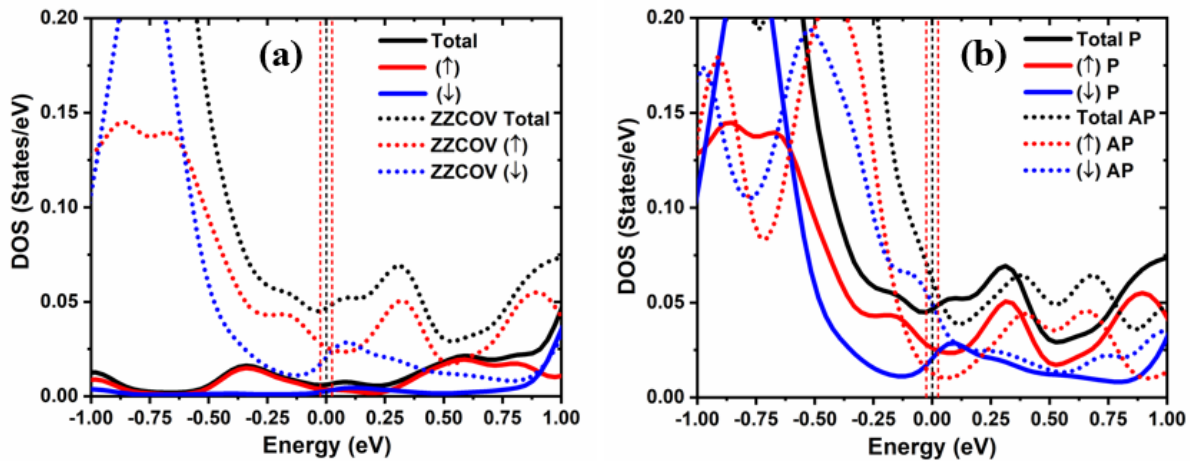 (a)
Total
(↑)
(↓)
ZZCOV Total
ZZCOV (↑)
ZZCOV (↓)
DOS (States/eV)
0.20
0.15
0.10
0.05
0.00
-1.00 -0.75 -0.50 -0.25 0.00 0.25 0.50 0.75 1.00
Energy (eV)
(b)
Total P
(↑) P
(↓) P
Total AP
(↑) AP
(↓) AP
DOS (States/eV)
0.20
0.15
0.10
0.05
0.00
-1.00 -0.75 -0.50 -0.25 0.00 0.25 0.50 0.75 1.00
Energy (eV)